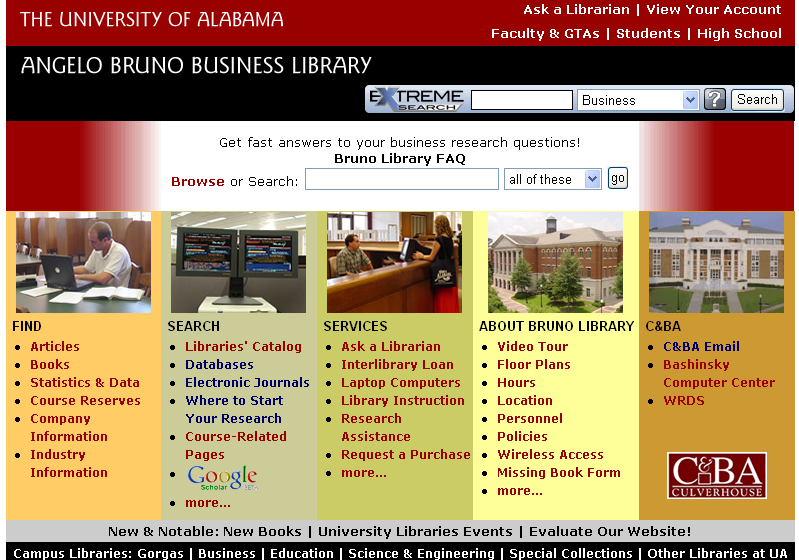 THE UNIVERSITY OF ALABAMA
Ask a Librarian | View Your Account
Faculty & GTAs | Students | High School
ANGELO BRUNO BUSINESS LIBRARY
EXTREME
SEARCH
Business
?
Search
Get fast answers to your business research questions!
Bruno Library FAQ
Browse or Search:
all of these
go
FIND
Articles
Books
Statistics & Data
Course Reserves
Company
Information
Industry
Information
SEARCH
Libraries' Catalog
Databases
Electronic Journals
Where to Start
Your Research
Course-Related
Pages
Google
Scholar BETA
more...
SERVICES
Ask a Librarian
Interlibrary Loan
Laptop Computers
Library Instruction
Research
Assistance
Request a Purchase
more...
ABOUT BRUNO LIBRARY
Video Tour
Floor Plans
Hours
Location
Personnel
Policies
Wireless Access
Missing Book Form
more...
C&BA
C&BA Email
Bashinsky
Computer Center
WRDS
C&BA
CULVERHOUSE
New & Notable: New Books | University Libraries Events | Evaluate Our Website!
Campus Libraries: Gorgas | Business | Education | Science & Engineering | Special Collections | Other Libraries at UA